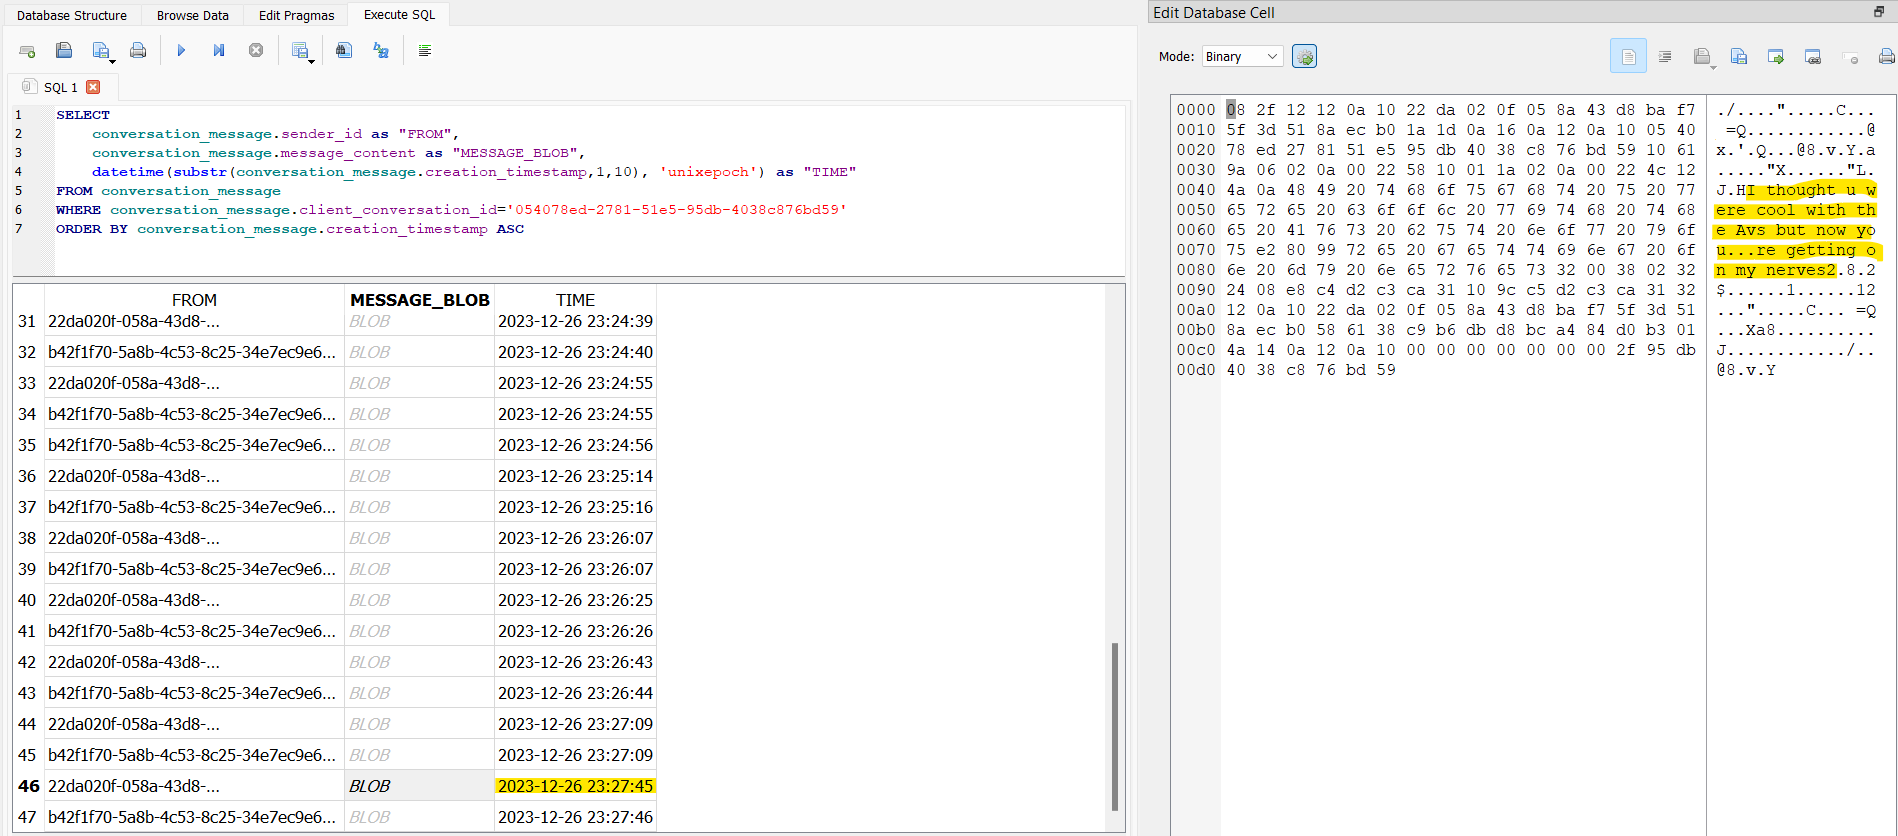 Database Structure Browse Data Edit Pragmas Execute SQL
SQL 1
1 SELECT
2 conversation_message.sender_id as "FROM",
3 conversation_message.message_content as "MESSAGE_BLOB",
4 datetime(substr(conversation_message.creation_timestamp,1,10), 'unixepoch') as "TIME"
5 FROM conversation_message
6 WHERE conversation_message.client_conversation_id='054078ed-2781-51e5-95db-4038c876bd59'
7 ORDER BY conversation_message.creation_timestamp ASC
FROM MESSAGE_BLOB TIME
31 22da020f-058a-43d8-... BLOB 2023-12-26 23:24:39
32 b42f1f70-5a8b-4c53-8c25-34e7ec9e6... BLOB 2023-12-26 23:24:40
33 22da020f-058a-43d8-... BLOB 2023-12-26 23:24:55
34 b42f1f70-5a8b-4c53-8c25-34e7ec9e6... BLOB 2023-12-26 23:24:55
35 b42f1f70-5a8b-4c53-8c25-34e7ec9e6... BLOB 2023-12-26 23:24:56
36 22da020f-058a-43d8-... BLOB 2023-12-26 23:25:14
37 b42f1f70-5a8b-4c53-8c25-34e7ec9e6... BLOB 2023-12-26 23:25:16
38 22da020f-058a-43d8-... BLOB 2023-12-26 23:26:07
39 b42f1f70-5a8b-4c53-8c25-34e7ec9e6... BLOB 2023-12-26 23:26:07
40 22da020f-058a-43d8-... BLOB 2023-12-26 23:26:25
41 b42f1f70-5a8b-4c53-8c25-34e7ec9e6... BLOB 2023-12-26 23:26:26
42 22da020f-058a-43d8-... BLOB 2023-12-26 23:26:43
43 b42f1f70-5a8b-4c53-8c25-34e7ec9e6... BLOB 2023-12-26 23:26:44
44 22da020f-058a-43d8-... BLOB 2023-12-26 23:27:09
45 b42f1f70-5a8b-4c53-8c25-34e7ec9e6... BLOB 2023-12-26 23:27:09
46 22da020f-058a-43d8-... BLOB 2023-12-26 23:27:45
47 b42f1f70-5a8b-4c53-8c25-34e7ec9e6... BLOB 2023-12-26 23:27:46
Edit Database Cell
Mode: Binary
0000 08 2f 12 12 0a 10 22 da 02 0f 05 8a 43 d8 ba f7 ./....".....C...
0010 5f 3d 51 8a ec b0 1a 1d 0a 16 0a 12 0a 10 05 40 =Q............@
0020 78 ed 27 81 51 e5 95 db 40 38 c8 76 bd 59 10 61 x.'.Q...@8.v.Y.a
0030 9a 06 02 0a 00 22 58 10 01 1a 02 0a 00 22 4c 12 ....."X......"L.
0040 4a 0a 48 49 20 74 68 6f 75 67 68 74 20 75 20 77 J.HI thought u w
0050 65 72 65 20 63 6f 6f 6c 20 77 69 74 68 20 74 68 ere cool with th
0060 65 20 41 76 73 20 62 75 74 20 6e 6f 77 20 79 6f e Avs but now yo
0070 75 e2 80 99 72 65 20 67 65 74 74 69 6e 67 20 6f u...re getting o
0080 6e 20 6d 79 20 6e 65 72 76 65 73 32 00 38 02 32 n my nerves2.8.2
0090 24 08 e8 c4 d2 c3 ca 31 10 9c c5 d2 c3 ca 31 32 $......1......12
00a0 12 0a 10 22 da 02 0f 05 8a 43 d8 ba f7 5f 3d 51 ...".....C... =Q
00b0 8a ec b0 58 61 38 c9 b6 db d8 bc a4 84 d0 b3 01 ...Xa8..........
00c0 4a 14 0a 12 0a 10 00 00 00 00 00 00 00 2f 95 db J............/..
00d0 40 38 c8 76 bd 59 @8.v.Y